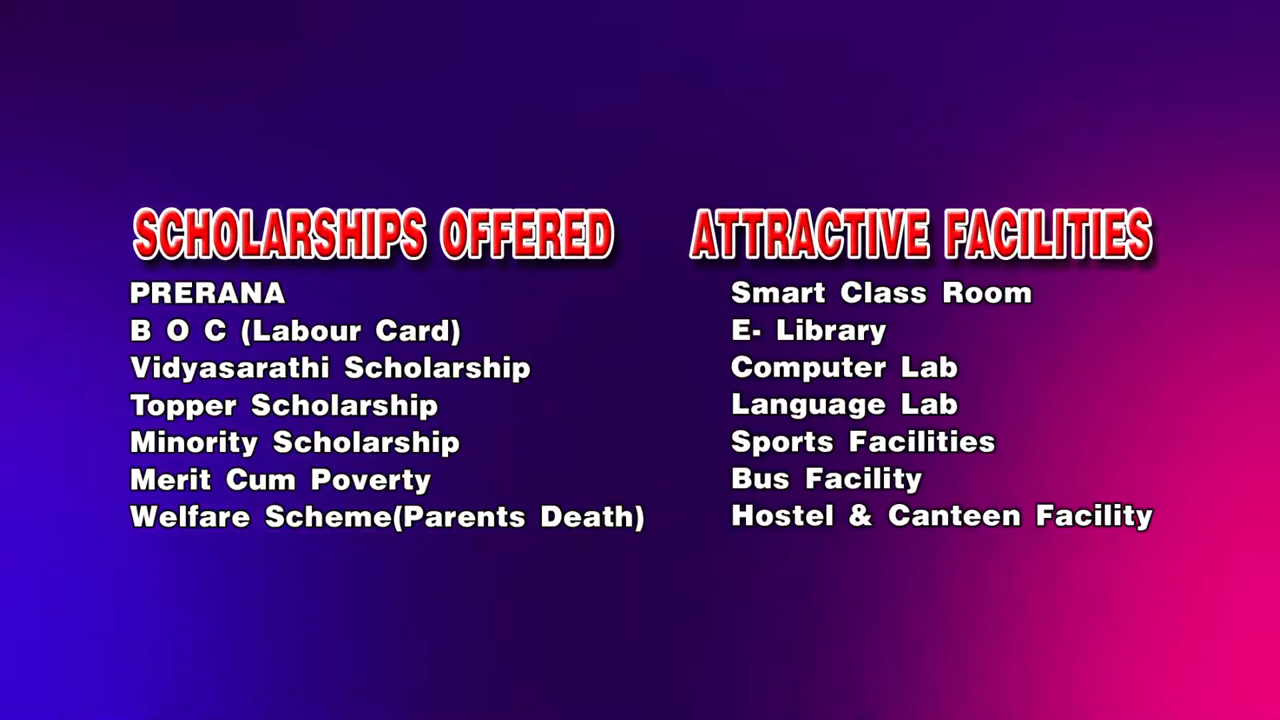 SCHOLARSHIPS OFFERED
PRERANA
B O C (Labour Card)
Vidyasarathi Scholarship
Topper Scholarship
Minority Scholarship
Merit Cum Poverty
Welfare Scheme(Parents Death)
ATTRACTIVE FACILITIES
Smart Class Room
E- Library
Computer Lab
Language Lab
Sports Facilities
Bus Facility
Hostel & Canteen Facility